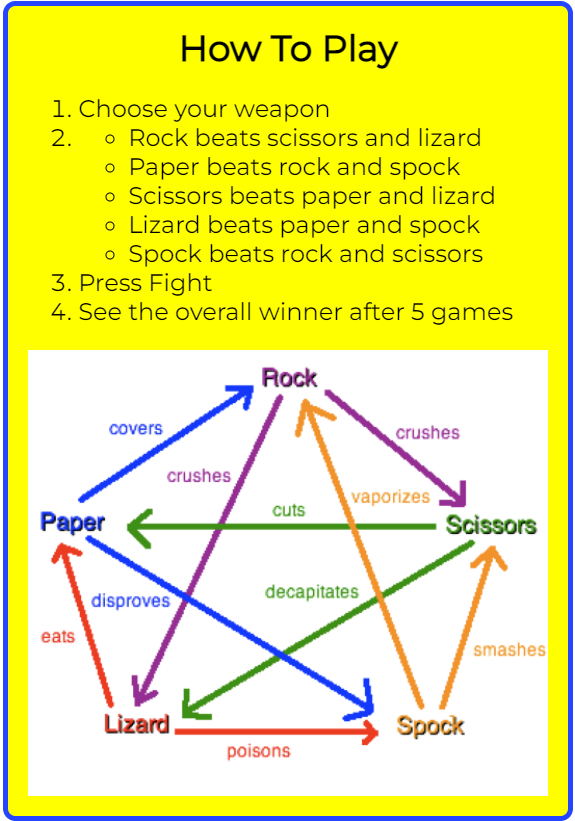 How To Play
1. Choose your weapon
2. ○ Rock beats scissors and lizard
○ Paper beats rock and spock
○ Scissors beats paper and lizard
○ Lizard beats paper and spock
○ Spock beats rock and scissors
3. Press Fight
4. See the overall winner after 5 games
Rock
covers
crushes
crushes
vaporizes
cuts
Paper
Scissors
disproves
decapitates
eats
smashes
Lizard
Spock
poisons